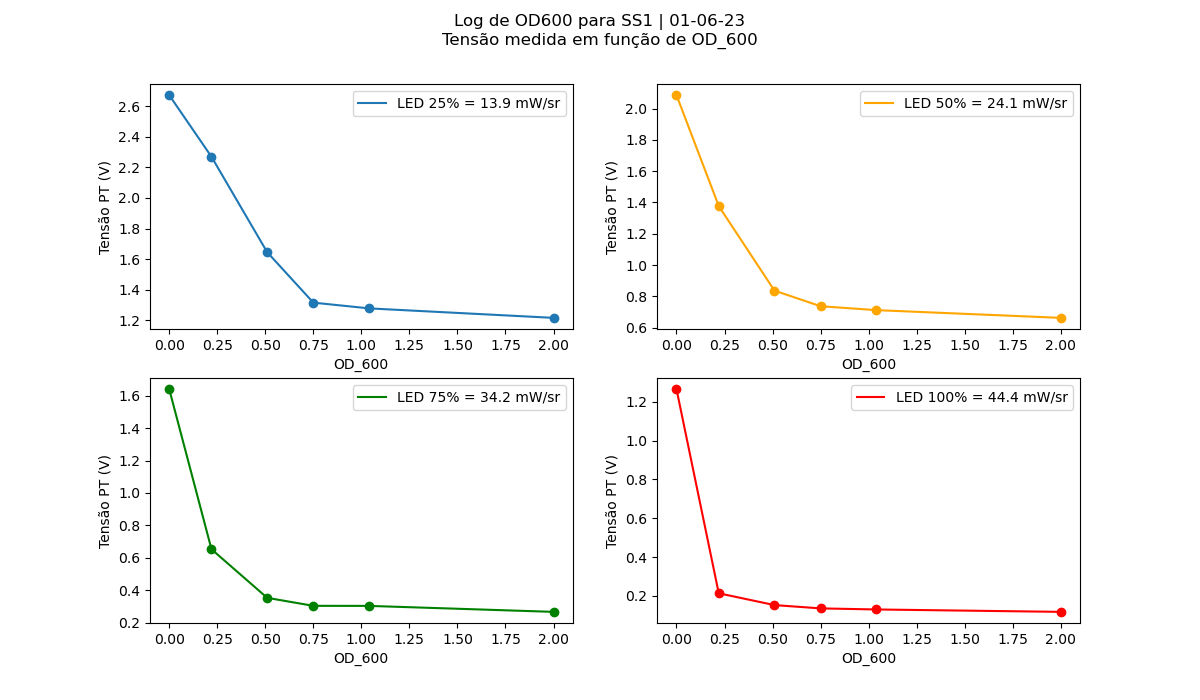 Log de OD600 para SS1 | 01-06-23
Tensão medida em função de OD_600
LED 25% = 13.9 mW/sr
Tensão PT (V)
2.6
2.4
2.2
2.0
1.8
1.6
1.4
1.2
0.00 0.25 0.50 0.75 1.00 1.25 1.50 1.75 2.00
OD_600
LED 50% = 24.1 mW/sr
Tensão PT (V)
2.0
1.8
1.6
1.4
1.2
1.0
0.8
0.6
0.00 0.25 0.50 0.75 1.00 1.25 1.50 1.75 2.00
OD_600
LED 75% = 34.2 mW/sr
Tensão PT (V)
1.6
1.4
1.2
1.0
0.8
0.6
0.4
0.2
0.00 0.25 0.50 0.75 1.00 1.25 1.50 1.75 2.00
OD_600
LED 100% = 44.4 mW/sr
Tensão PT (V)
1.2
1.0
0.8
0.6
0.4
0.2
0.00 0.25 0.50 0.75 1.00 1.25 1.50 1.75 2.00
OD_600